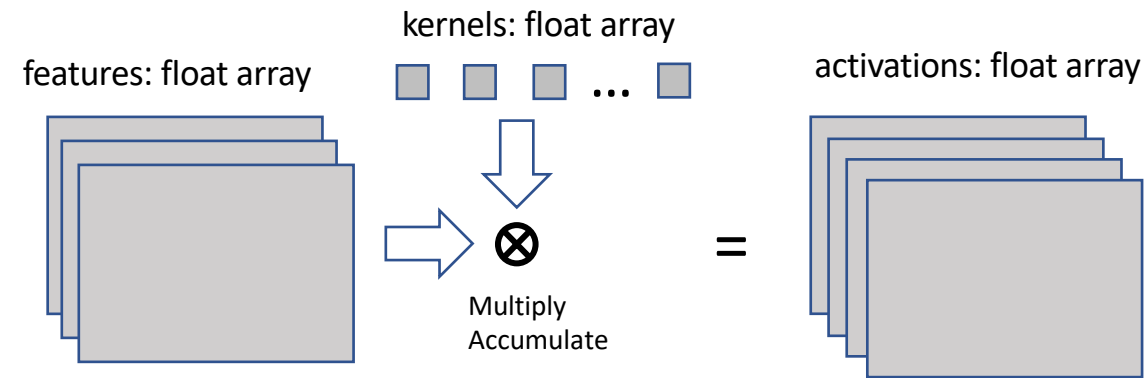 kernels: float array
features: float array
activations: float array
...
=
Multiply
Accumulate